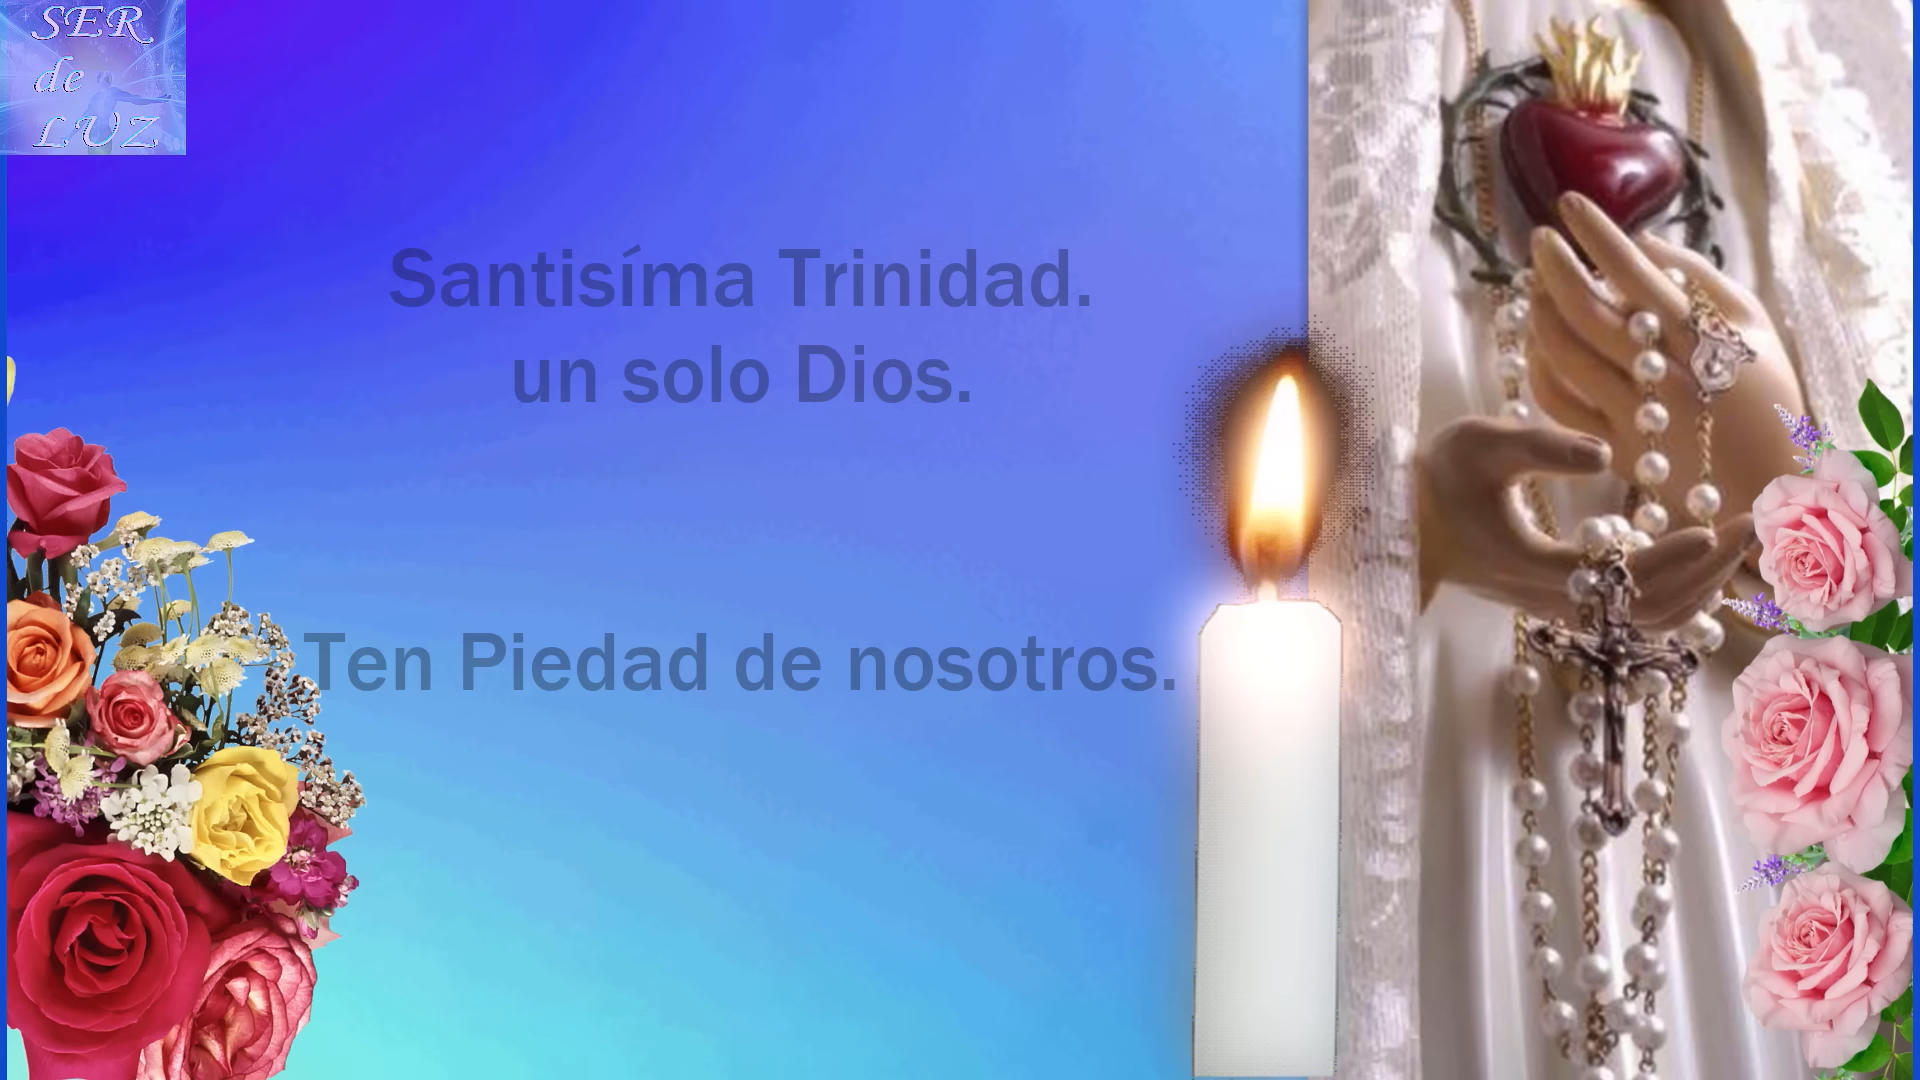 SER
de
LUZ
Santisíma Trinidad.
un solo Dios.
Ten Piedad de nosotros.